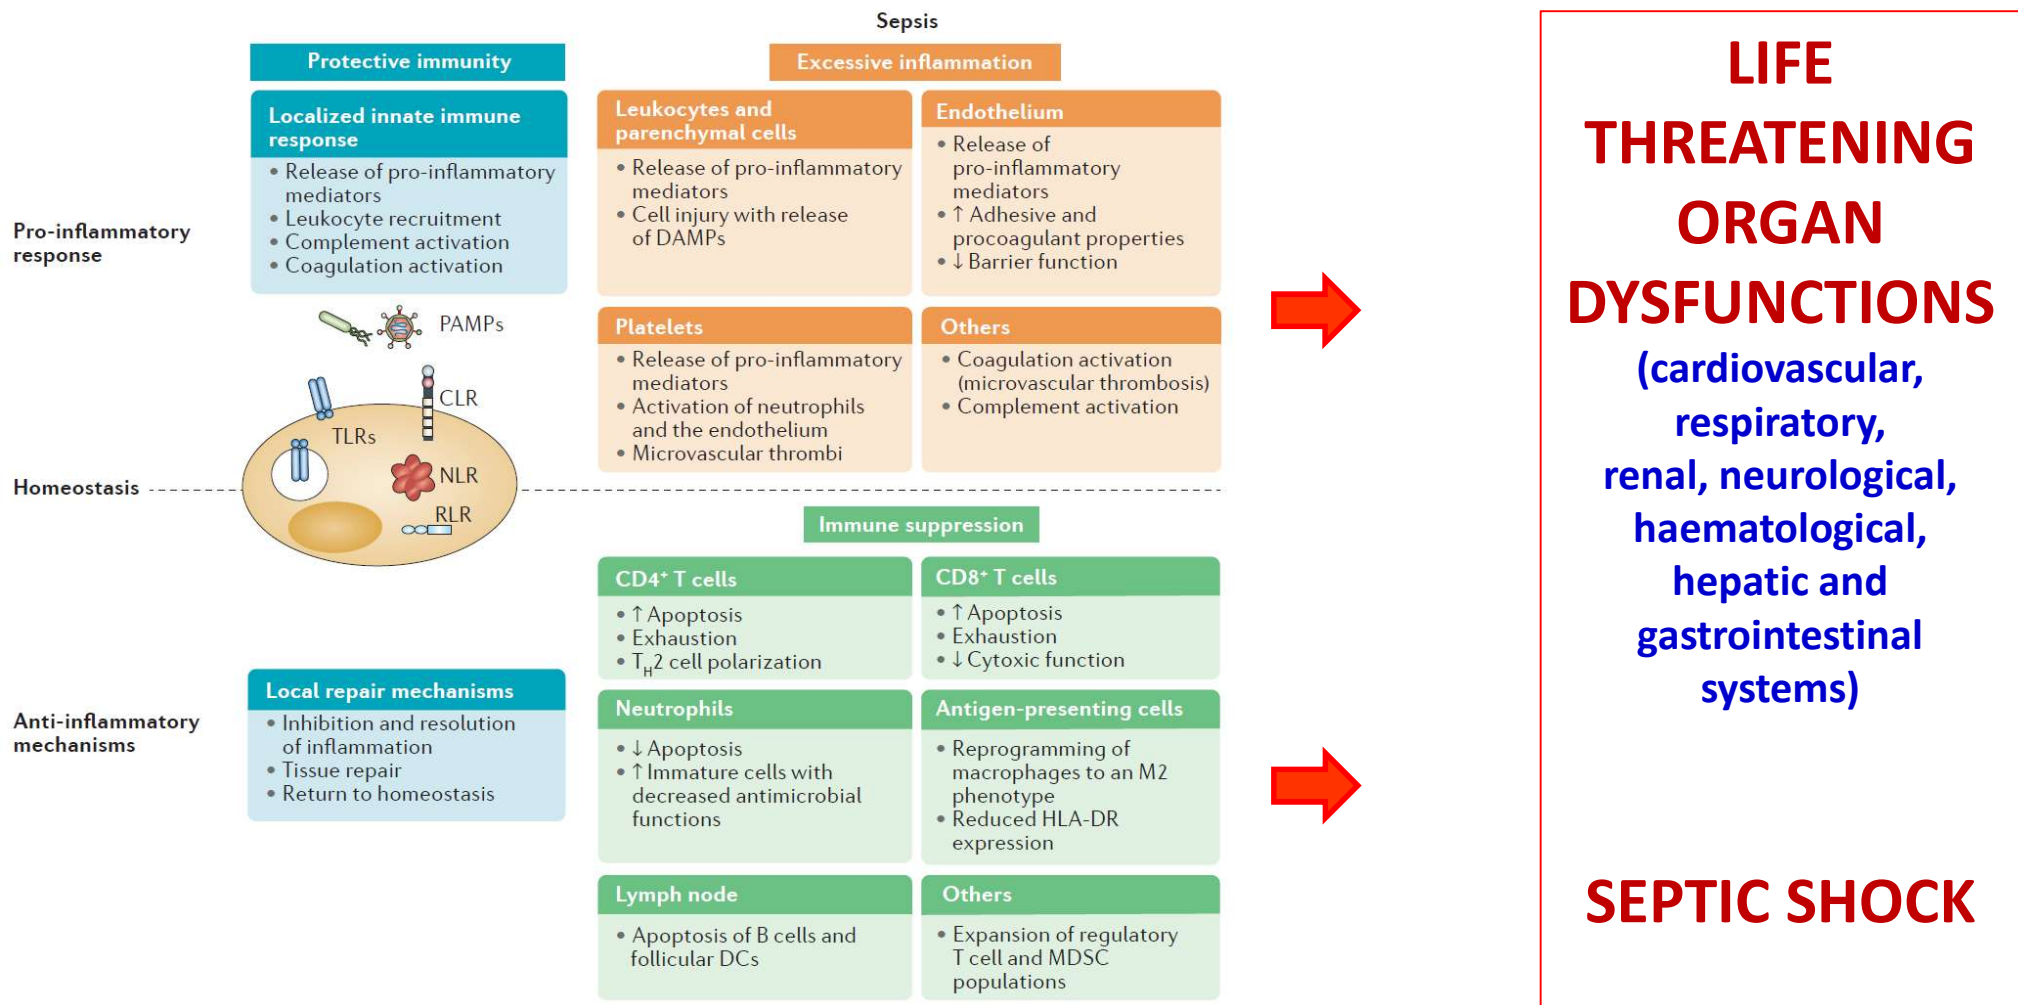 Sepsis
Protective immunity
Excessive inflammation
Pro-inflammatory
response
Localized innate immune
response
• Release of pro-inflammatory
mediators
• Leukocyte recruitment
• Complement activation
• Coagulation activation
Leukocytes and
parenchymal cells
• Release of pro-inflammatory
mediators
• Cell injury with release
of DAMPs
Endothelium
• Release of
pro-inflammatory
mediators
• ↑ Adhesive and
procoagulant properties
• ↓ Barrier function
PAMPs
CLR
TLRs
NLR
RLR
Platelets
• Release of pro-inflammatory
mediators
• Activation of neutrophils
and the endothelium
• Microvascular thrombi
Others
• Coagulation activation
(microvascular thrombosis)
• Complement activation
Homeostasis
Immune suppression
CD4+ T cells
• ↑ Apoptosis
• Exhaustion
• TH2 cell polarization
CD8+ T cells
• ↑ Apoptosis
• Exhaustion
• ↓ Cytoxic function
Anti-inflammatory
mechanisms
Local repair mechanisms
• Inhibition and resolution
of inflammation
• Tissue repair
• Return to homeostasis
Neutrophils
• ↓ Apoptosis
• ↑ Immature cells with
decreased antimicrobial
functions
Antigen-presenting cells
• Reprogramming of
macrophages to an M2
phenotype
• Reduced HLA-DR
expression
Lymph node
• Apoptosis of B cells and
follicular DCs
Others
• Expansion of regulatory
T cell and MDSC
populations
LIFE
THREATENING
ORGAN
DYSFUNCTIONS
(cardiovascular,
respiratory,
renal, neurological,
haematological,
hepatic and
gastrointestinal
systems)
SEPTIC SHOCK